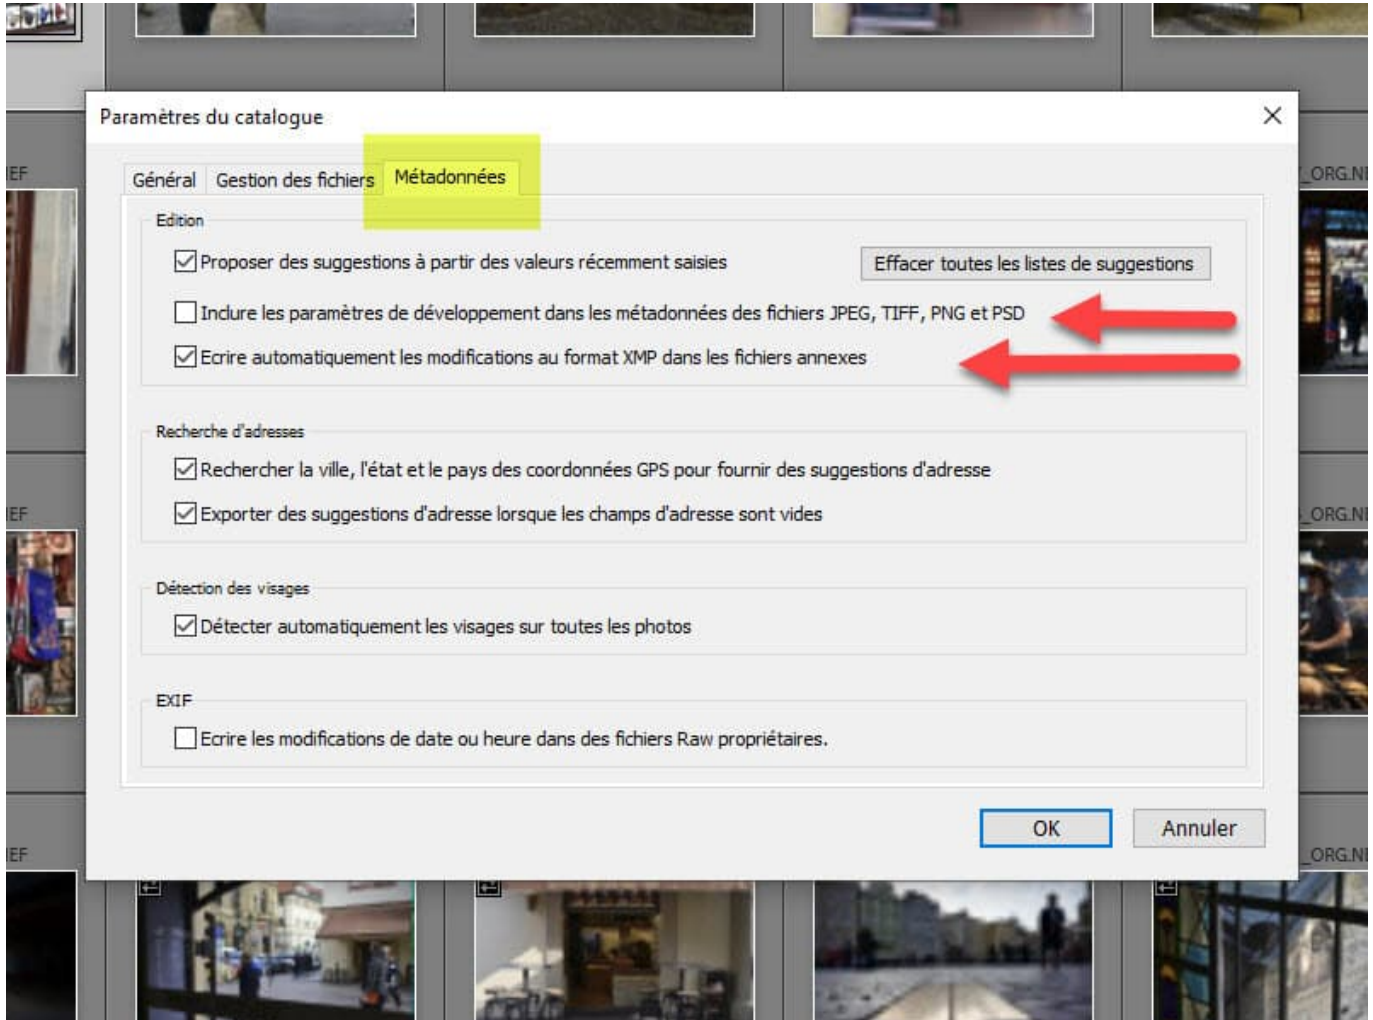 Paramètres du catalogue
Général Gestion des fichiers Métadonnées
Edition
Proposer des suggestions à partir des valeurs récemment saisies Effacer toutes les listes de suggestions
Inclure les paramètres de développement dans les métadonnées des fichiers JPEG, TIFF, PNG et PSD
Ecrire automatiquement les modifications au format XMP dans les fichiers annexes
Recherche d'adresses
Rechercher la ville, l'état et le pays des coordonnées GPS pour fournir des suggestions d'adresse
Exporter des suggestions d'adresse lorsque les champs d'adresse sont vides
Détection des visages
Détecter automatiquement les visages sur toutes les photos
EXIF
Ecrire les modifications de date ou heure dans des fichiers Raw propriétaires.
OK Annuler